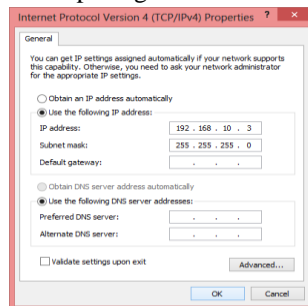 Internet Protocol Version 4 (TCP/IPv4) Properties ? ×
General
You can get IP settings assigned automatically if your network supports
this capability. Otherwise, you need to ask your network administrator
for the appropriate IP settings.
Obtain an IP address automatically
Use the following IP address:
IP address: 192 . 168 . 10 . 3
Subnet mask: 255 . 255 . 255 . 0
Default gateway: . . .
Obtain DNS server address automatically
Use the following DNS server addresses:
Preferred DNS server: . . .
Alternate DNS server: . . .
Validate settings upon exit
Advanced...
OK Cancel